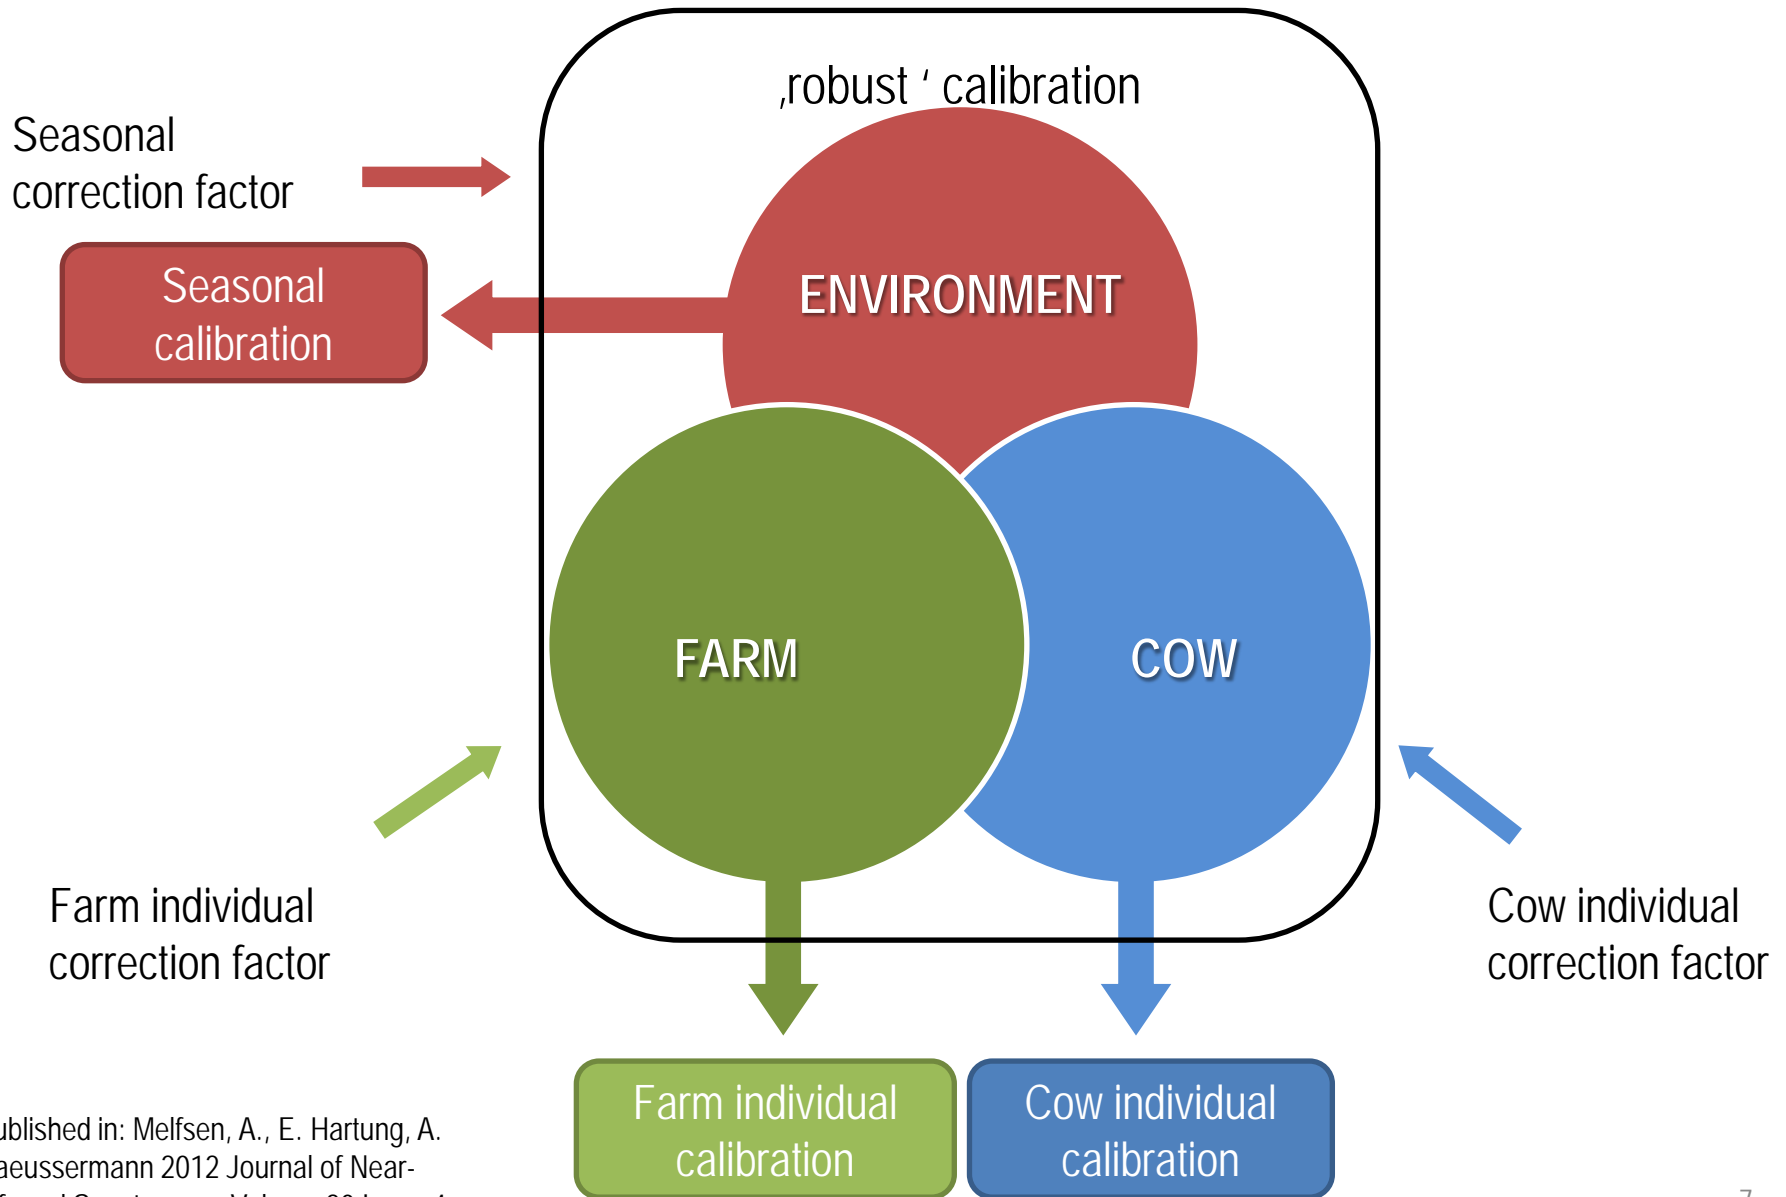 ‚robust ‘ calibration
Seasonal
correction factor
Seasonal
calibration
ENVIRONMENT
FARM
COW
Farm individual
correction factor
Cow individual
correction factor
Farm individual
calibration
Cow individual
calibration
ublished in: Melfsen, A., E. Hartung, A.
aeussermann 2012 Journal of Near-